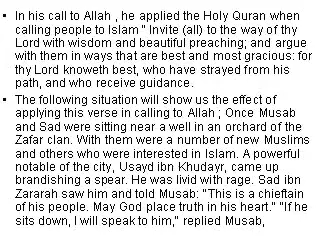 • In his call to Allah , he applied the Holy Quran when
calling people to Islam " Invite (all) to the way of thy
Lord with wisdom and beautiful preaching; and argue
with them in ways that are best and most gracious: for
thy Lord knoweth best, who have strayed from his
path, and who receive guidance.
• The following situation will show us the effect of
applying this verse in calling to Allah ; Once Musab
and Sad were sitting near a well in an orchard of the
Zafar clan. With them were a number of new Muslims
and others who were interested in Islam. A powerful
notable of the city, Usayd ibn Khudayr, came up
brandishing a spear. He was livid with rage. Sad ibn
Zararah saw him and told Musab: "This is a chieftain
of his people. May God place truth in his heart." "If he
sits down, I will speak to him," replied Musab,